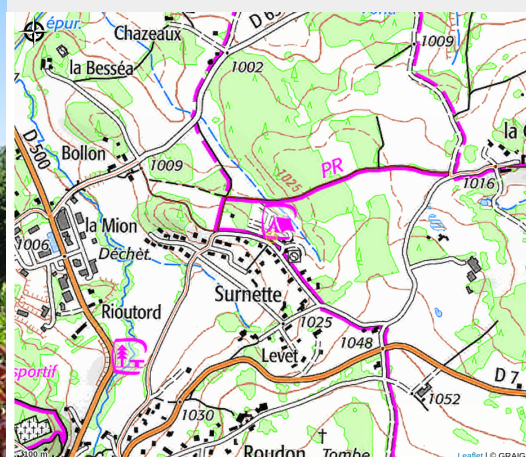 épur.
Chazeaux
D 6
1009
la Besséa
1002
D 500
Bollon
1009
PR
1025
la
1016
la Mion
1006
Déchèt.
Surnette
Rioutord
1025
Levet
1048
sportif
D 7
1052
1030
Roudon
Tombe
100 m
Leaflet | © GRAIG